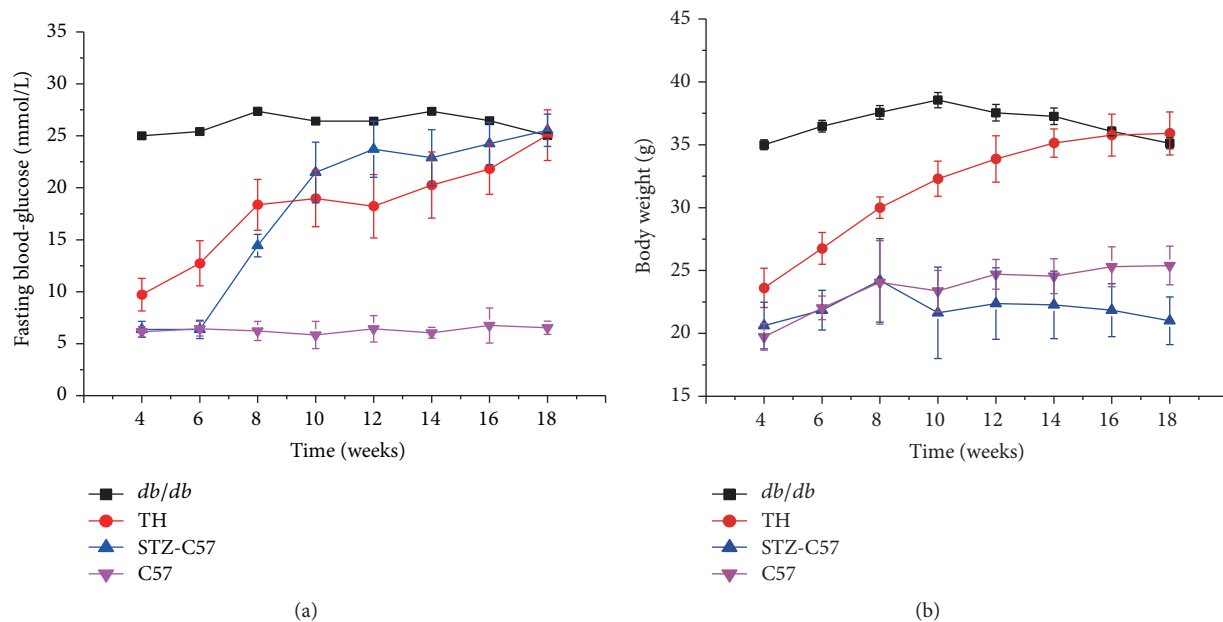 Fasting blood-glucose (mmol/L)
35
30
25
20
15
10
5
0
4 6 8 10 12 14 16 18
Time (weeks)
db/db
TH
STZ-C57
C57
(a)
Body weight (g)
45
40
35
30
25
20
15
4 6 8 10 12 14 16 18
Time (weeks)
db/db
TH
STZ-C57
C57
(b)